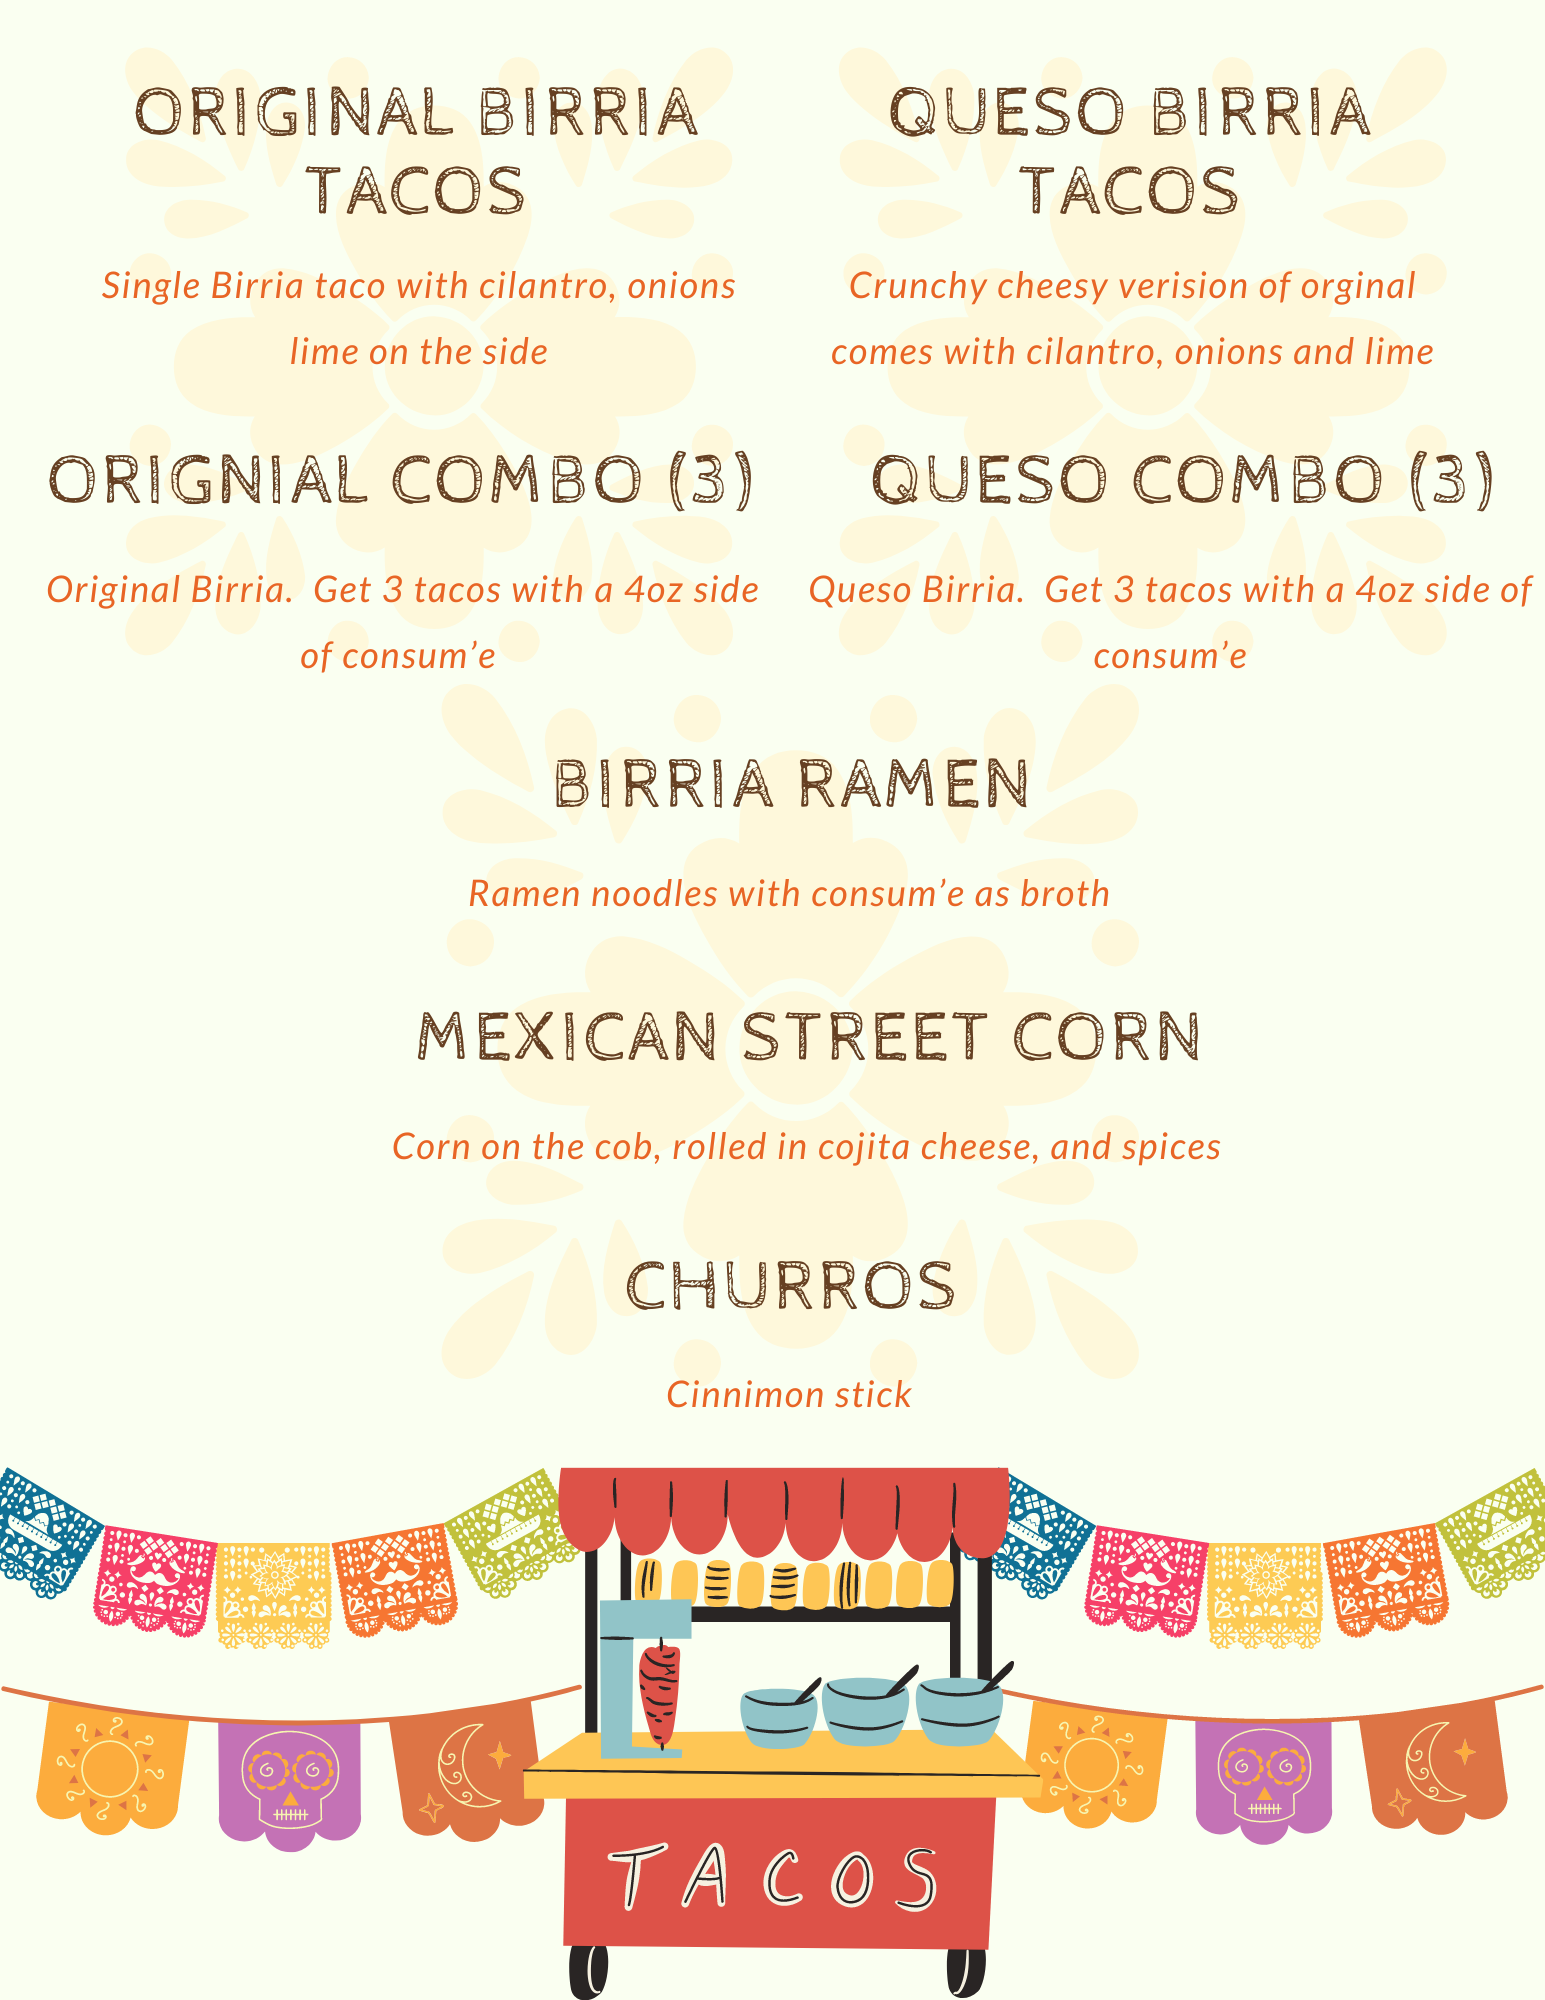 ORIGINAL BIRRIA
TACOS
Single Birria taco with cilantro, onions
lime on the side
QUESO BIRRIA
TACOS
Crunchy cheesy verision of orginal
comes with cilantro, onions and lime
ORIGNIAL COMBO (3)
Original Birria.  Get 3 tacos with a 4oz side
of consum’e
QUESO COMBO (3)
Queso Birria.  Get 3 tacos with a 4oz side of
consum’e
BIRRIA RAMEN
Ramen noodles with consum’e as broth
MEXICAN STREET CORN
Corn on the cob, rolled in cojita cheese, and spices
CHURROS
Cinnimon stick
TACOS